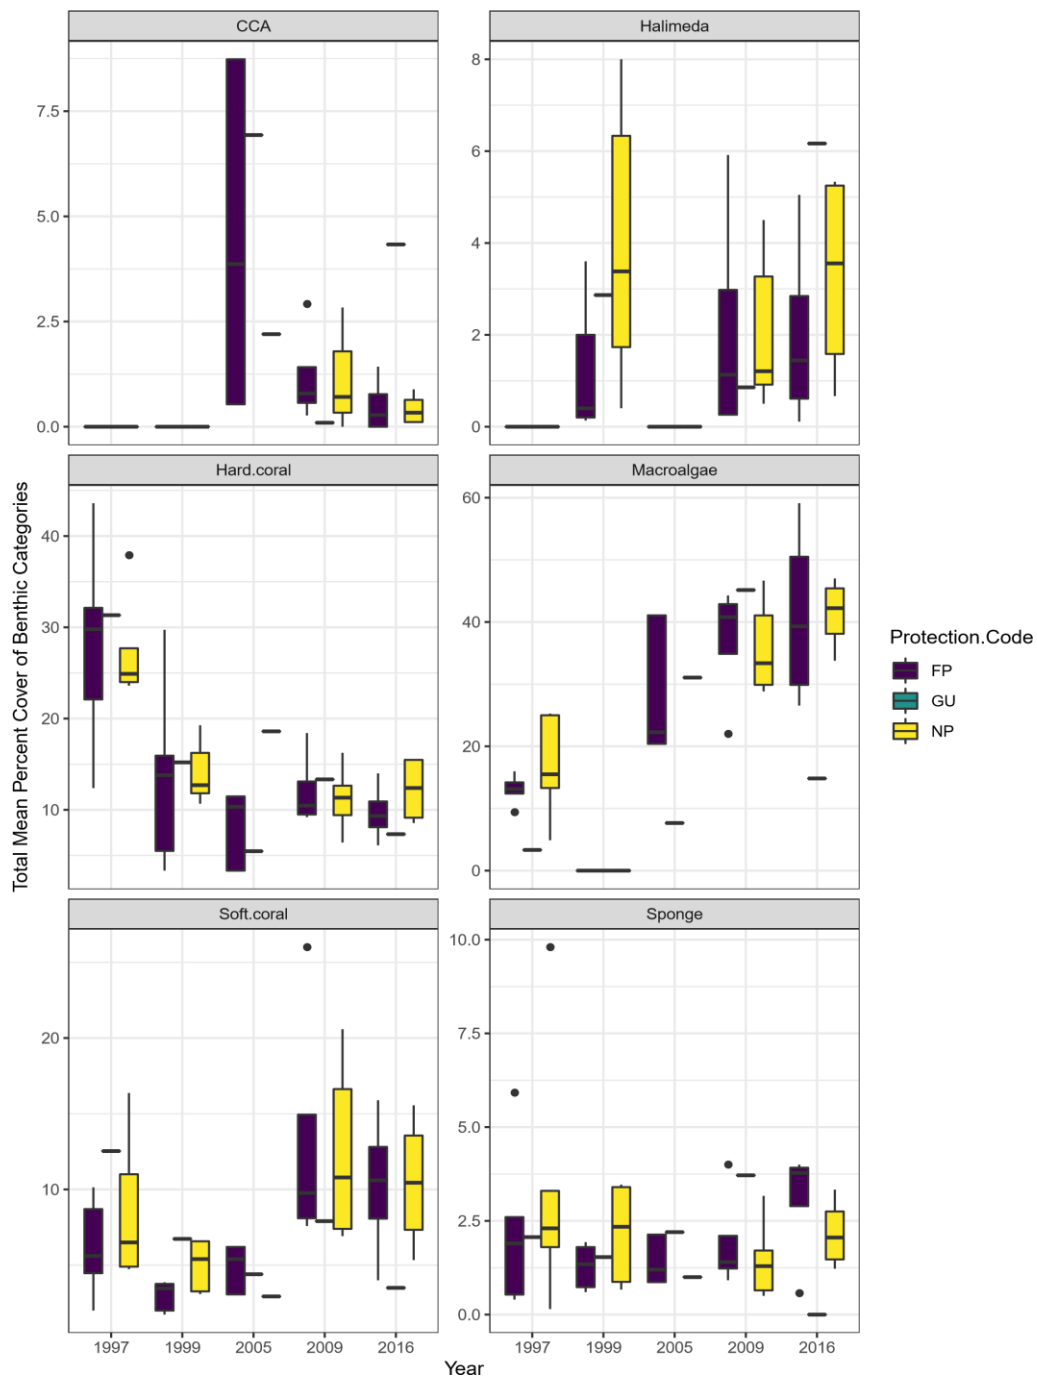 CCA
Halimeda
7.5
5.0
2.5
0.0
8
6
4
2
0
Hard.coral
Macroalgae
40
30
20
10
60
40
20
0
Soft.coral
Sponge
20
10
10.0
7.5
5.0
2.5
0.0
1997 1999 2005 2009 2016
1997 1999 2005 2009 2016
Year
Total Mean Percent Cover of Benthic Categories
Protection.Code
FP
GU
NP